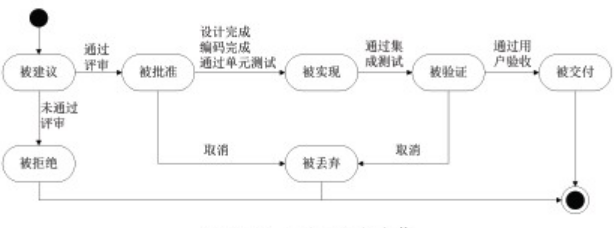 通过
评审
设计完成
编码完成
通过单元测试
通过集
成测试
通过用
户验收
被建议
被批准
被实现
被验证
被交付
未通过
评审
取消
取消
被拒绝
被丢弃